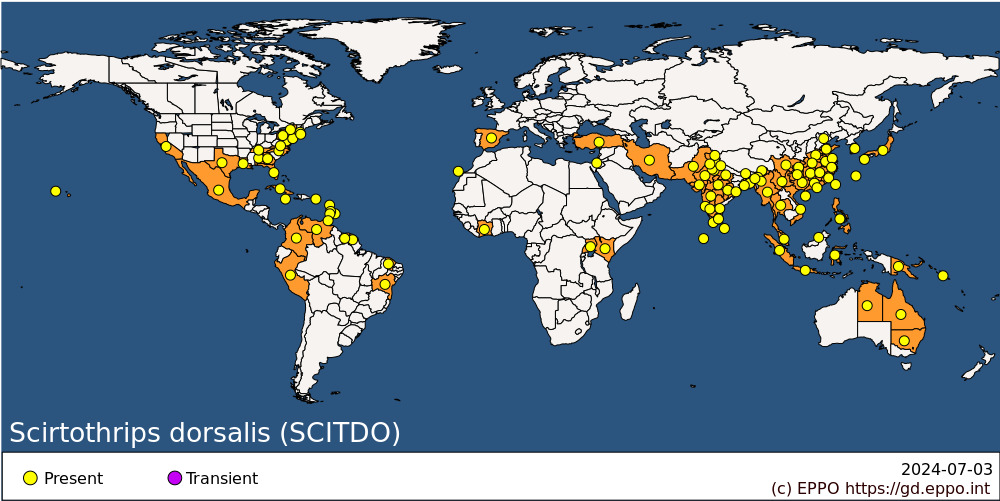 Scirtothrips dorsalis (SCITDO)
Present
Transient
2024-07-03
(c) EPPO https://gd.eppo.int